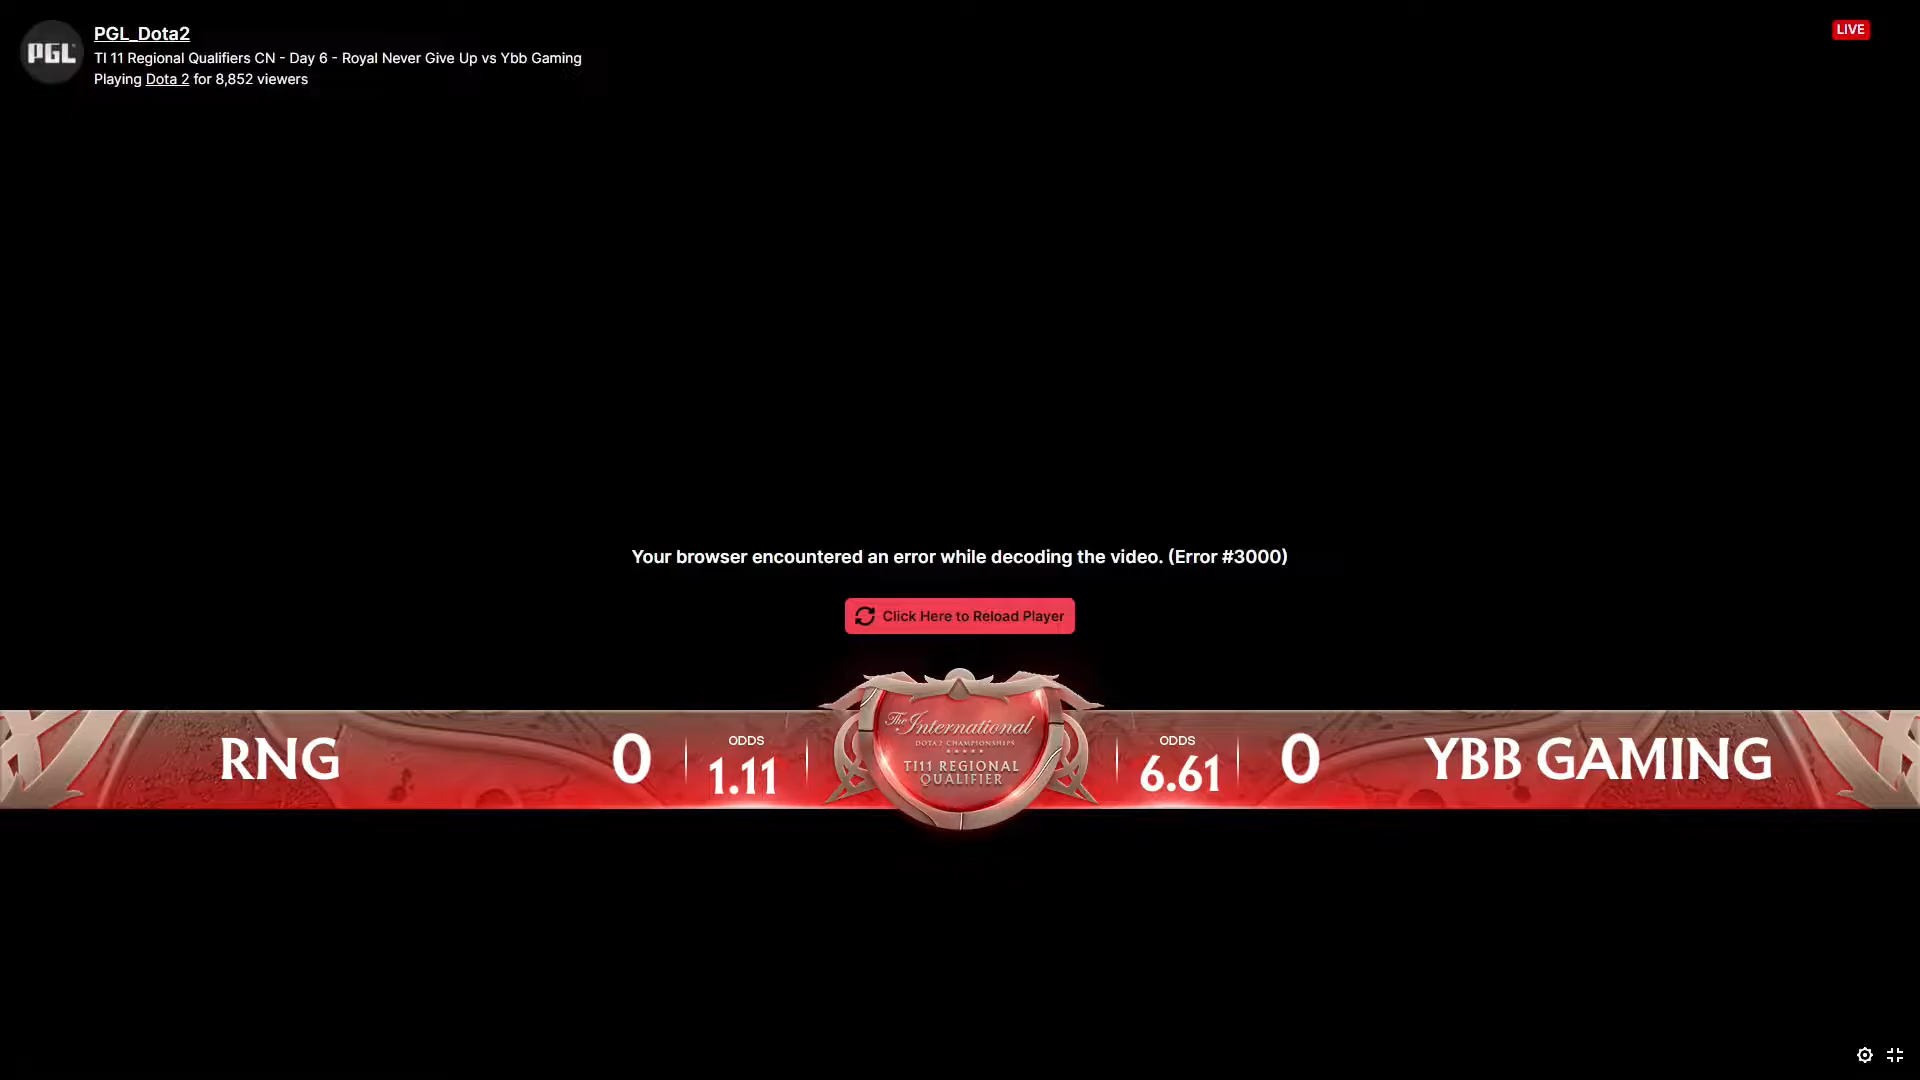 PGL
PGL_Dota2
TI 11 Regional Qualifiers CN - Day 6 - Royal Never Give Up vs Ybb Gaming
Playing Dota 2 for 8,852 viewers
LIVE
Your browser encountered an error while decoding the video. (Error #3000)
Click Here to Reload Player
RNG
0
ODDS
1.11
The International
DOTA 2 CHAMPIONSHIPS
TI11 REGIONAL
QUALIFIER
ODDS
6.61
0
YBB GAMING